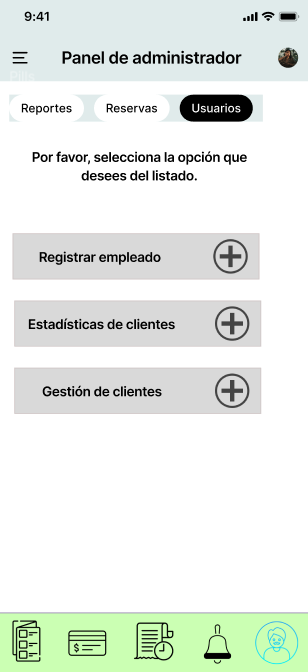 9:41
Panel de administrador
Pills
Reportes Reservas Usuarios
Por favor, selecciona la opción que
desees del listado.
Registrar empleado
Estadísticas de clientes
Gestión de clientes
$